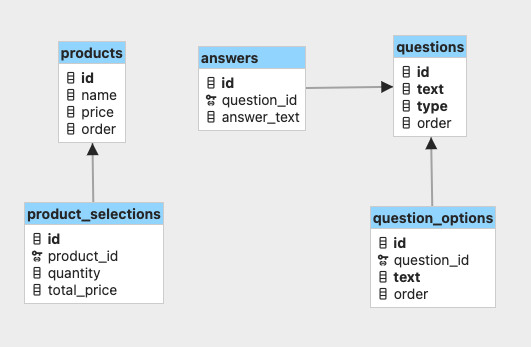 products
id
name
price
order
answers
id
question_id
answer_text
questions
id
text
type
order
product_selections
id
product_id
quantity
total_price
question_options
id
question_id
text
order